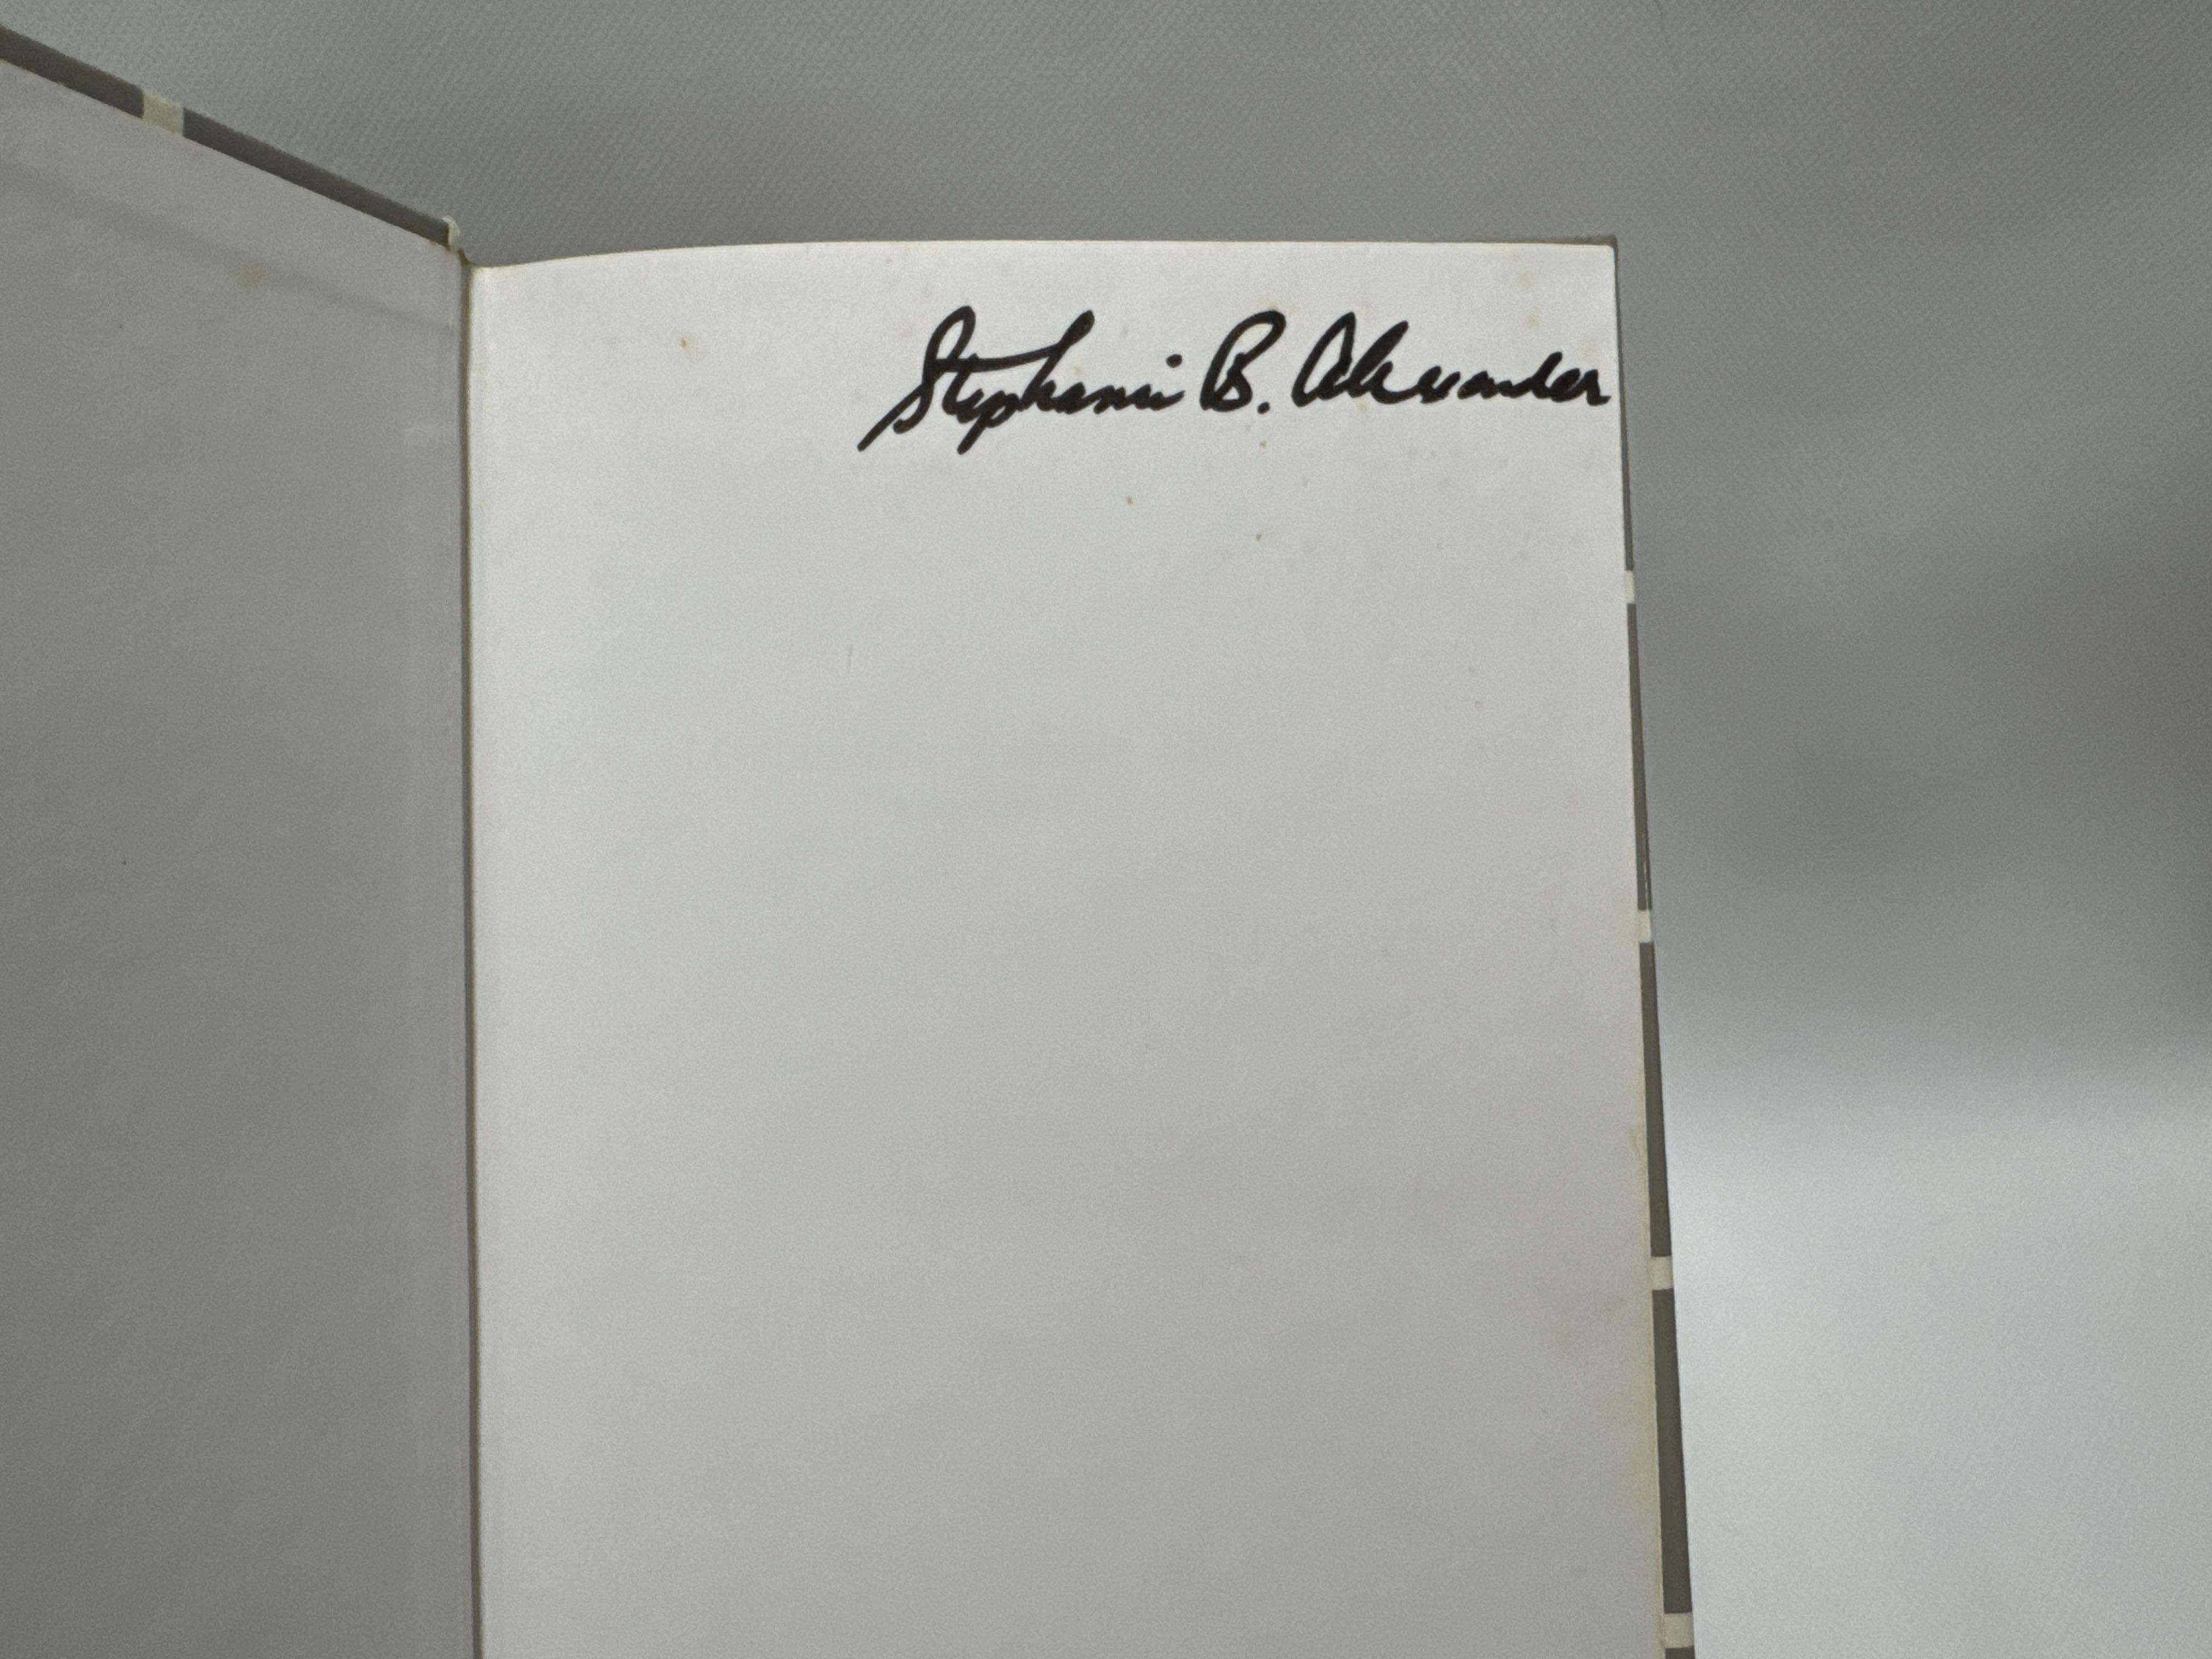 Stephanie B. Alexander